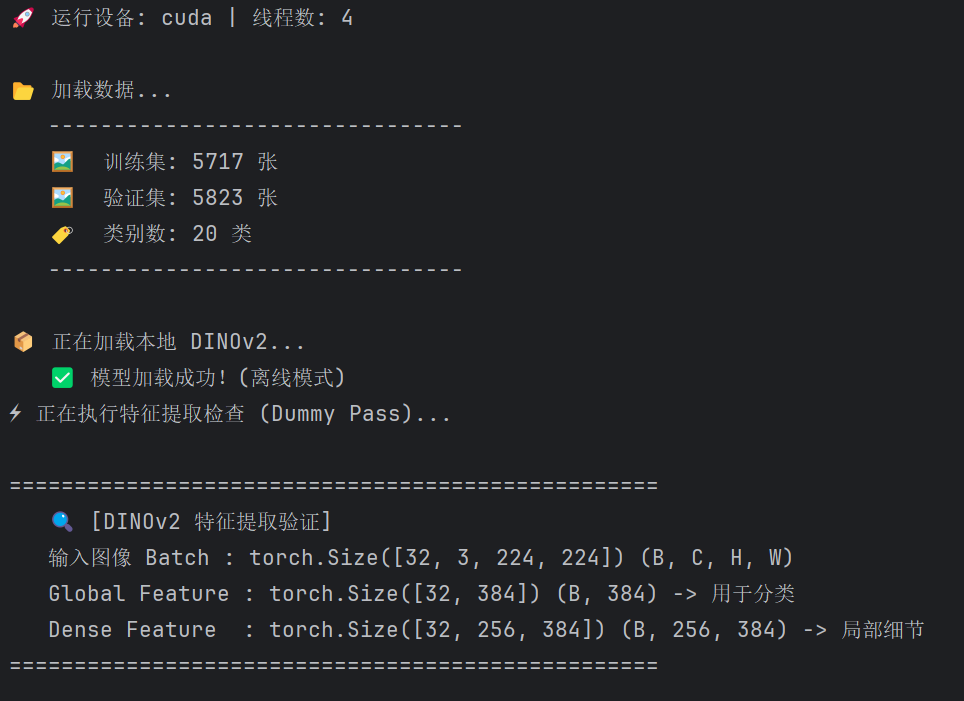 🚀 运行设备: cuda | 线程数: 4
📂 加载数据...
--------------------------------
🖼️ 训练集: 5717 张
🖼️ 验证集: 5823 张
🏷️ 类别数: 20 类
--------------------------------
📦 正在加载本地 DINOv2...
✅ 模型加载成功! (离线模式)
⚡ 正在执行特征提取检查 (Dummy Pass)...
==================================================
🔍 [DINOv2 特征提取验证]
输入图像 Batch : torch.Size([32, 3, 224, 224]) (B, C, H, W)
Global Feature : torch.Size([32, 384]) (B, 384) -> 用于分类
Dense Feature  : torch.Size([32, 256, 384]) (B, 256, 384) -> 局部细节
==================================================